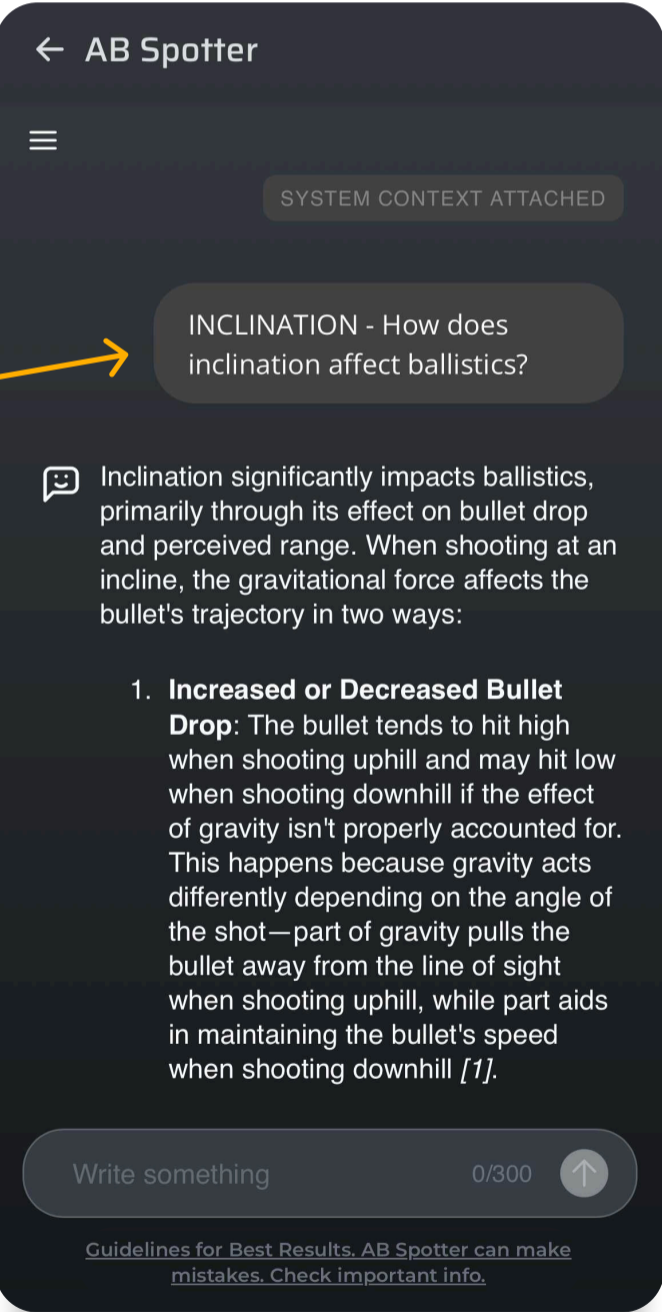 AB Spotter
SYSTEM CONTEXT ATTACHED
INCLINATION - How does
inclination affect ballistics?
Inclination significantly impacts ballistics,
primarily through its effect on bullet drop
and perceived range. When shooting at an
incline, the gravitational force affects the
bullet's trajectory in two ways:
1. Increased or Decreased Bullet
Drop: The bullet tends to hit high
when shooting uphill and may hit low
when shooting downhill if the effect
of gravity isn't properly accounted for.
This happens because gravity acts
differently depending on the angle of
the shot—part of gravity pulls the
bullet away from the line of sight
when shooting uphill, while part aids
in maintaining the bullet's speed
when shooting downhill [1].
Write something 0/300
Guidelines for Best Results. AB Spotter can make
mistakes. Check important info.